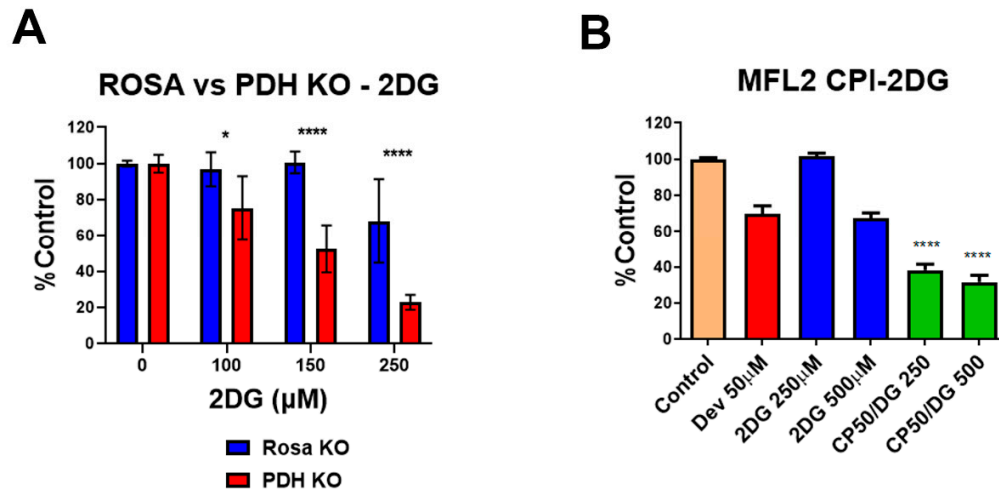 A
ROSA vs PDH KO - 2DG
120
100
80
60
40
20
0
% Control
*
****
****
0
100
150
250
2DG (µM)
Rosa KO
PDH KO
B
MFL2 CPI-2DG
120
100
80
60
40
20
0
% Control
****
****
Control
Dev 50µM
2DG 250µM
2DG 500µM
CP50/DG 250
CP50/DG 500